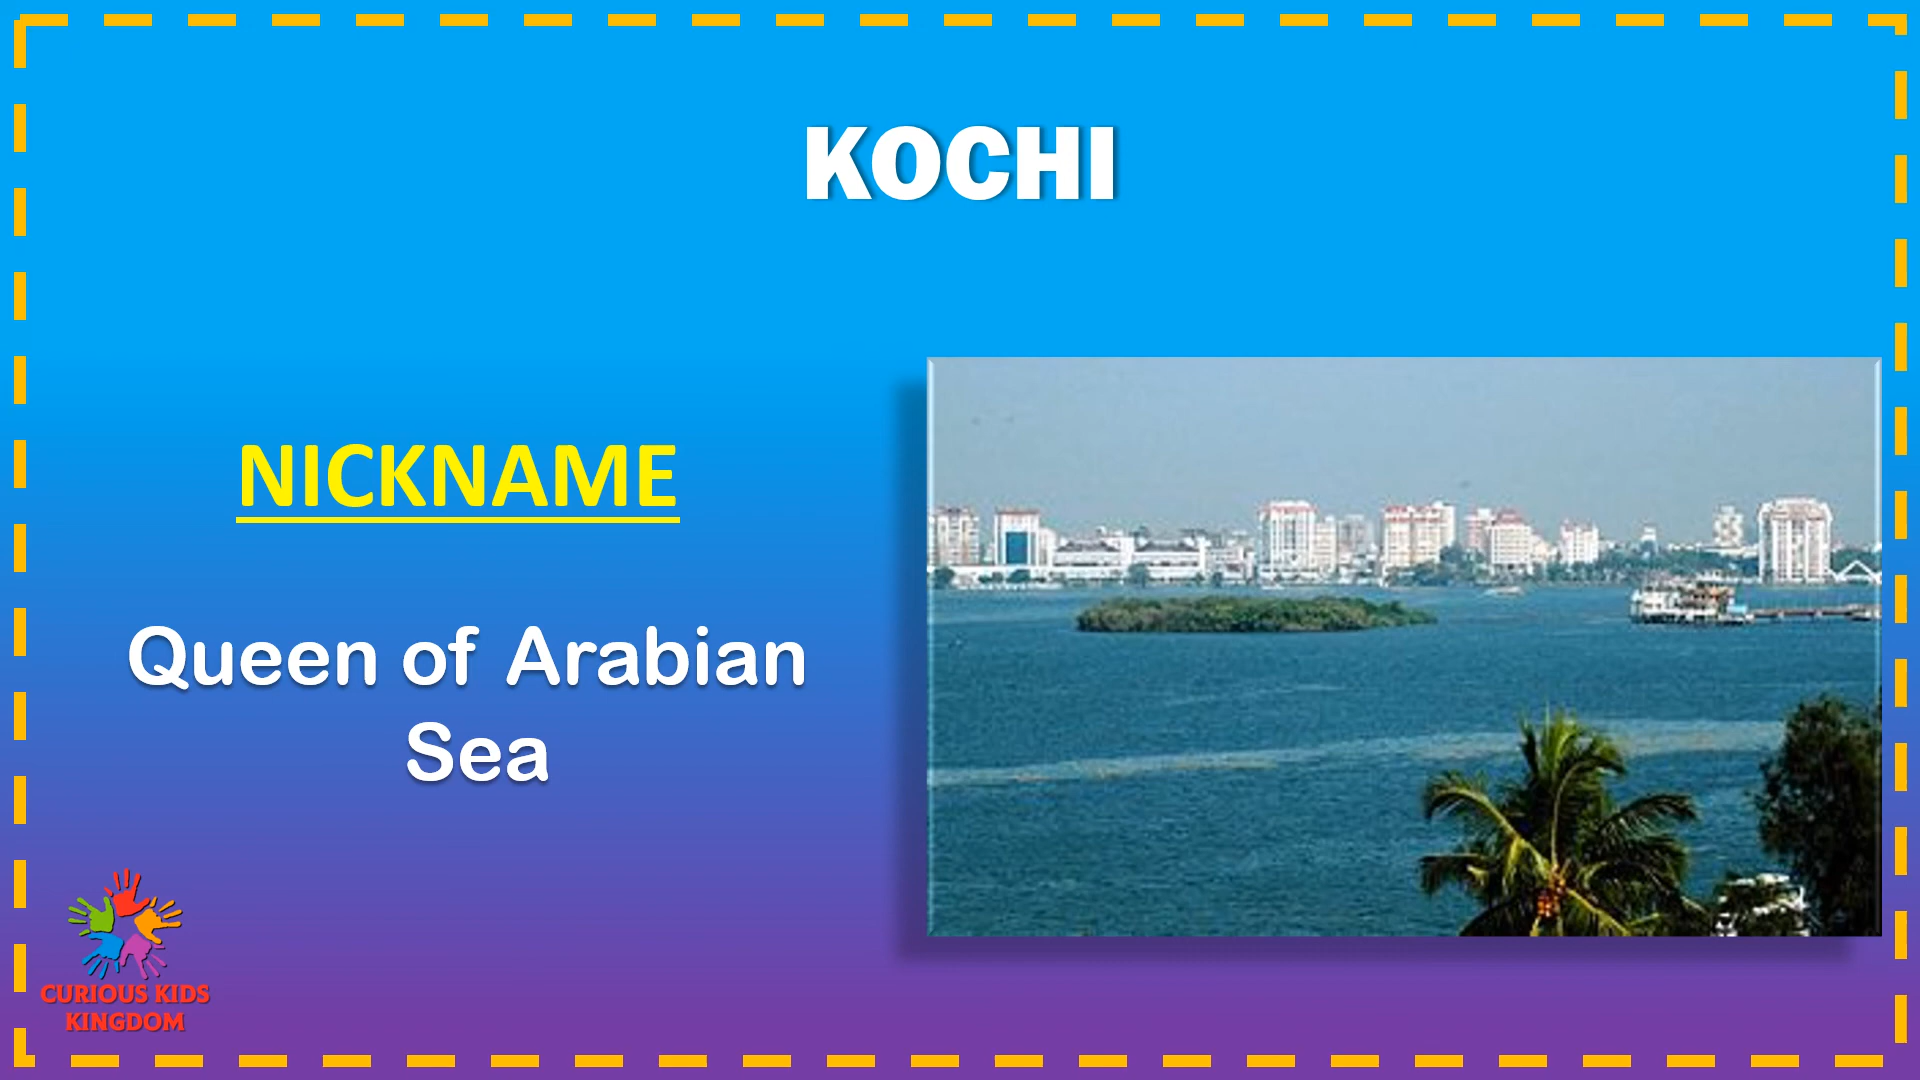 KOCHI
NICKNAME
Queen of Arabian
Sea
CURIOUS KIDS
KINGDOM